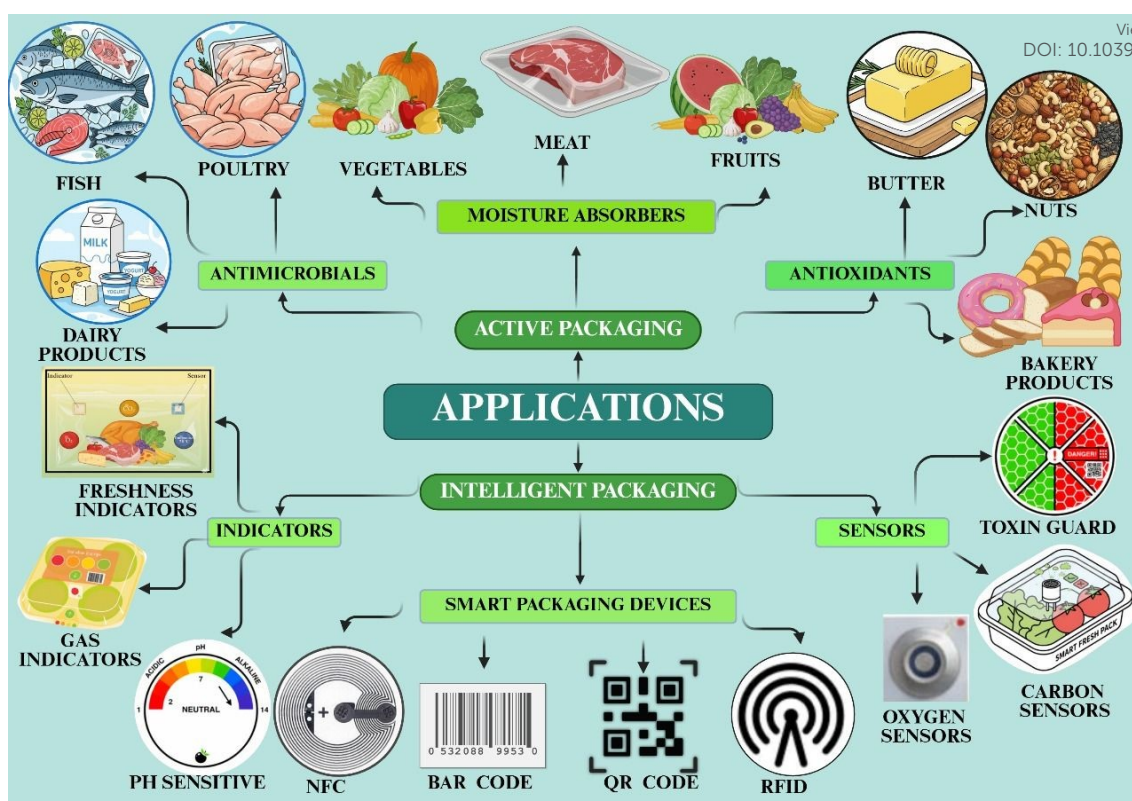 Vie
DOI: 10.1039
FISH
POULTRY
VEGETABLES
MEAT
FRUITS
BUTTER
NUTS
MOISTURE ABSORBERS
MILK
YOGURT
YOGURT
ANTIMICROBIALS
ANTIOXIDANTS
DAIRY
PRODUCTS
ACTIVE PACKAGING
BAKERY
PRODUCTS
Indicator
Sensor
APPLICATIONS
DANGER!
FRESHNESS
INDICATORS
INTELLIGENT PACKAGING
TOXIN GUARD
INDICATORS
SENSORS
SMART PACKAGING DEVICES
SMART FRESH PACK
GAS
INDICATORS
CARBON
SENSORS
OXYGEN
SENSORS
ACIDIC
pH
ALKALINE
7
2
1
14
NEUTRAL
PH SENSITIVE
NFC
0 532088 9953 0
BAR CODE
QR CODE
RFID